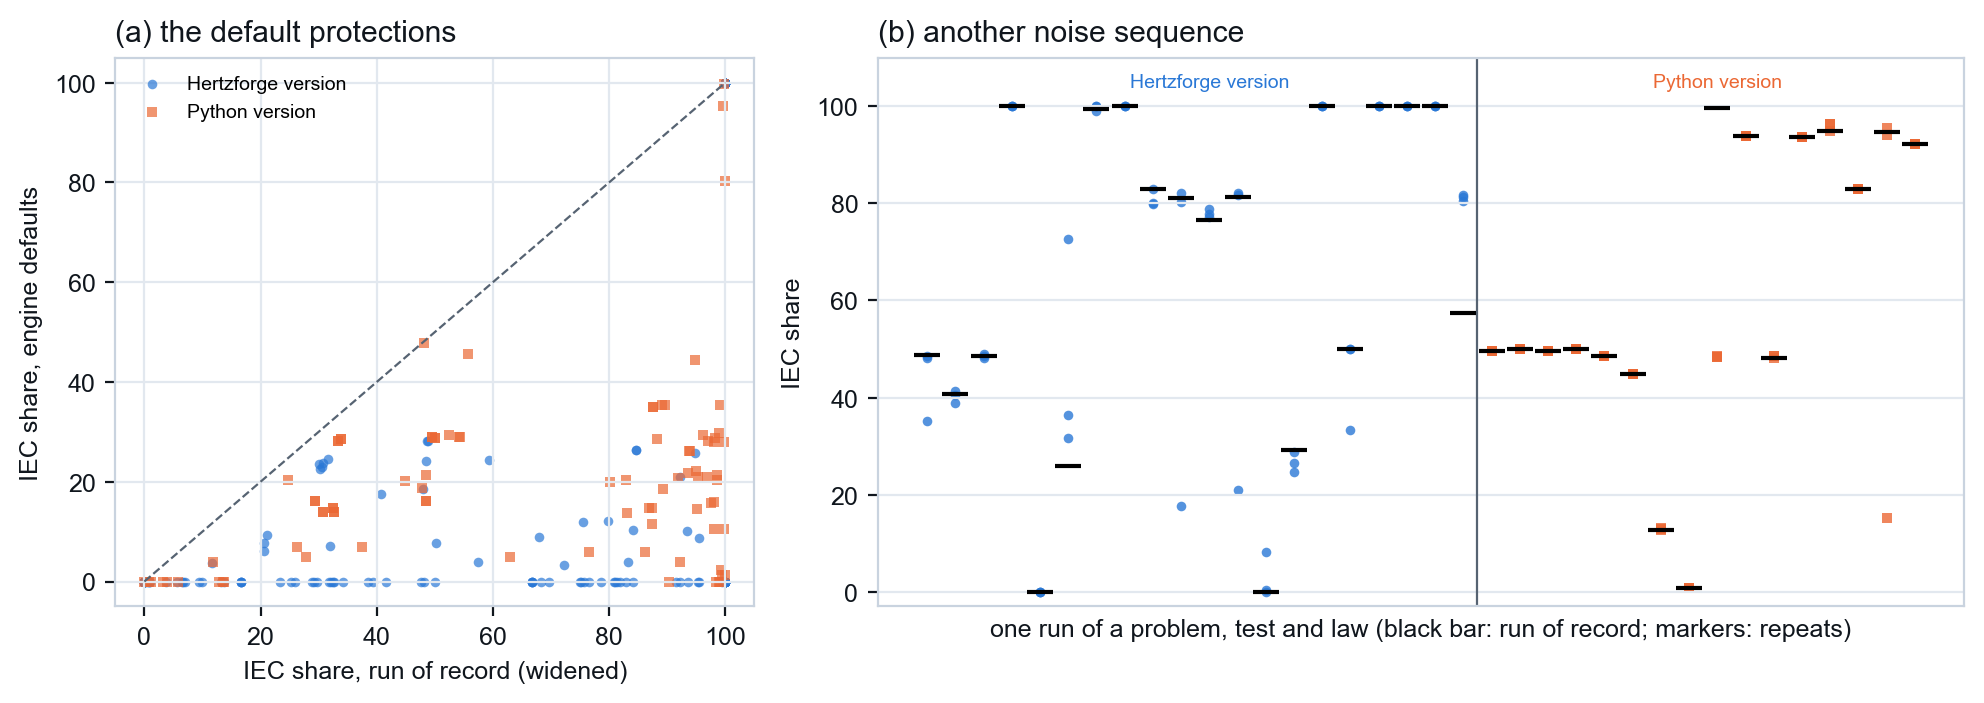 (a) the default protections
Hertzforge version
Python version
100
80
60
40
20
0
IEC share, engine defaults
0 20 40 60 80 100
IEC share, run of record (widened)
(b) another noise sequence
Hertzforge version Python version
100
80
60
40
20
0
IEC share
one run of a problem, test and law (black bar: run of record; markers: repeats)